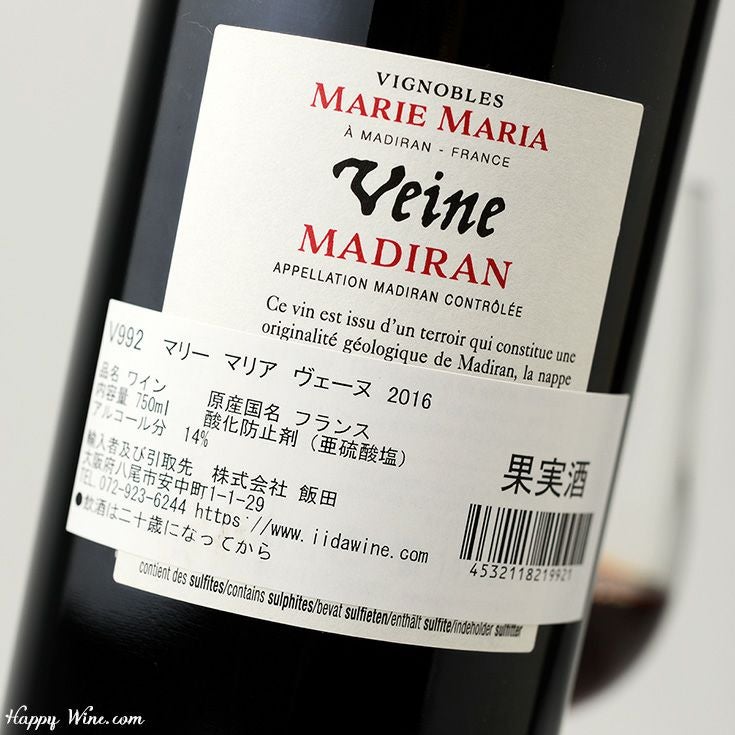 VIGNOBLES
MARIE MARIA
À MADIRAN - FRANCE
Veine
MADIRAN
APPELLATION MADIRAN CONTRÔLÉE
Ce vin est issu d'un terroir qui constitue une
originalité géologique de Madiran, la nappe
V992 マリー マリア ヴェーヌ 2016
品名 ワイン 原産国名 フランス
内容量 750ml 酸化防止剤（亜硫酸塩）
アルコール分 14%
輸入者及び引取先 株式会社 飯田
大阪府八尾市安中町1-1-29
TEL.072-923-6244 https://www.iidawine.com
●飲酒は二十歳になってから
果実酒
4532118219921
contient des sulfites/contains sulphites/bevat sulfieten/enthält sulfite/indeholder sulfitter
Happy Wine.com